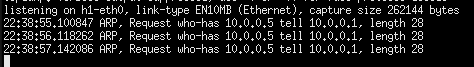 listening on h1-eth0, link-type EN10MB (Ethernet), capture size 262144 bytes
22:38:55.100847 ARP, Request who-has 10.0.0.5 tell 10.0.0.1, length 28
22:38:56.118262 ARP, Request who-has 10.0.0.5 tell 10.0.0.1, length 28
22:38:57.142086 ARP, Request who-has 10.0.0.5 tell 10.0.0.1, length 28